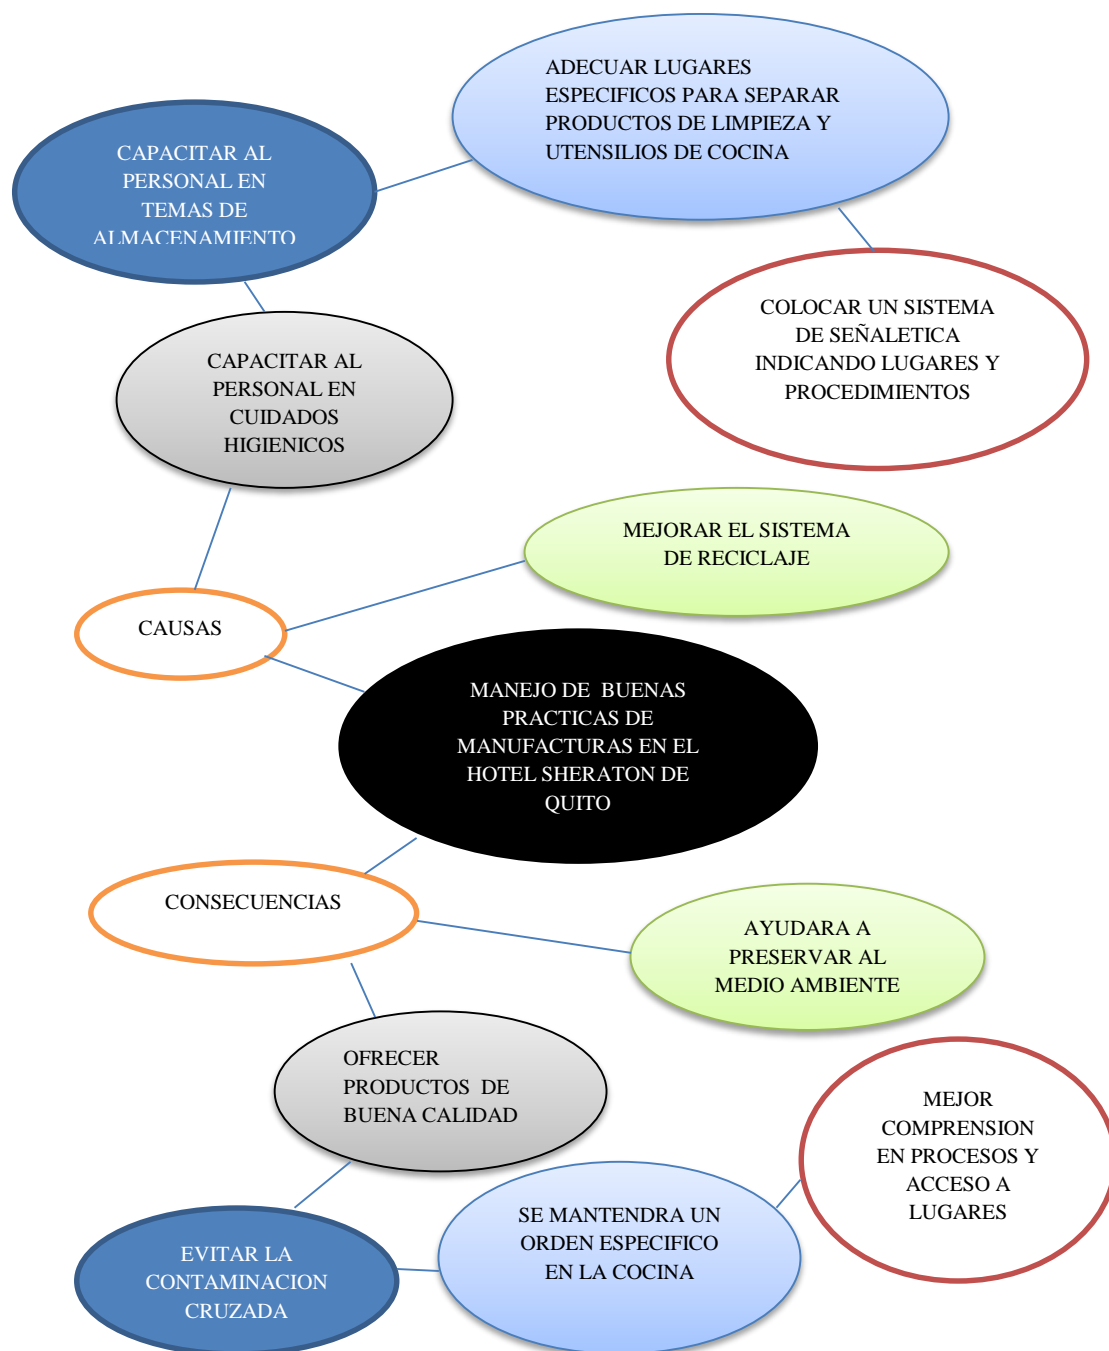 ADECUAR LUGARES
ESPECIFICOS PARA SEPARAR
PRODUCTOS DE LIMPIEZA Y
UTENSILIOS DE COCINA
CAPACITAR AL
PERSONAL EN
TEMAS DE
ALMACENAMIENTO
COLOCAR UN SISTEMA
DE SEÑALETICA
INDICANDO LUGARES Y
PROCEDIMIENTOS
CAPACITAR AL
PERSONAL EN
CUIDADOS
HIGIENICOS
MEJORAR EL SISTEMA
DE RECICLAJE
CAUSAS
MANEJO DE BUENAS
PRACTICAS DE
MANUFACTURAS EN EL
HOTEL SHERATON DE
QUITO
CONSECUENCIAS
AYUDARA A
PRESERVAR AL
MEDIO AMBIENTE
OFRECER
PRODUCTOS DE
BUENA CALIDAD
MEJOR
COMPRENSION
EN PROCESOS Y
ACCESO A
LUGARES
SE MANTENDRA UN
ORDEN ESPECIFICO
EN LA COCINA
EVITAR LA
CONTAMINACION
CRUZADA